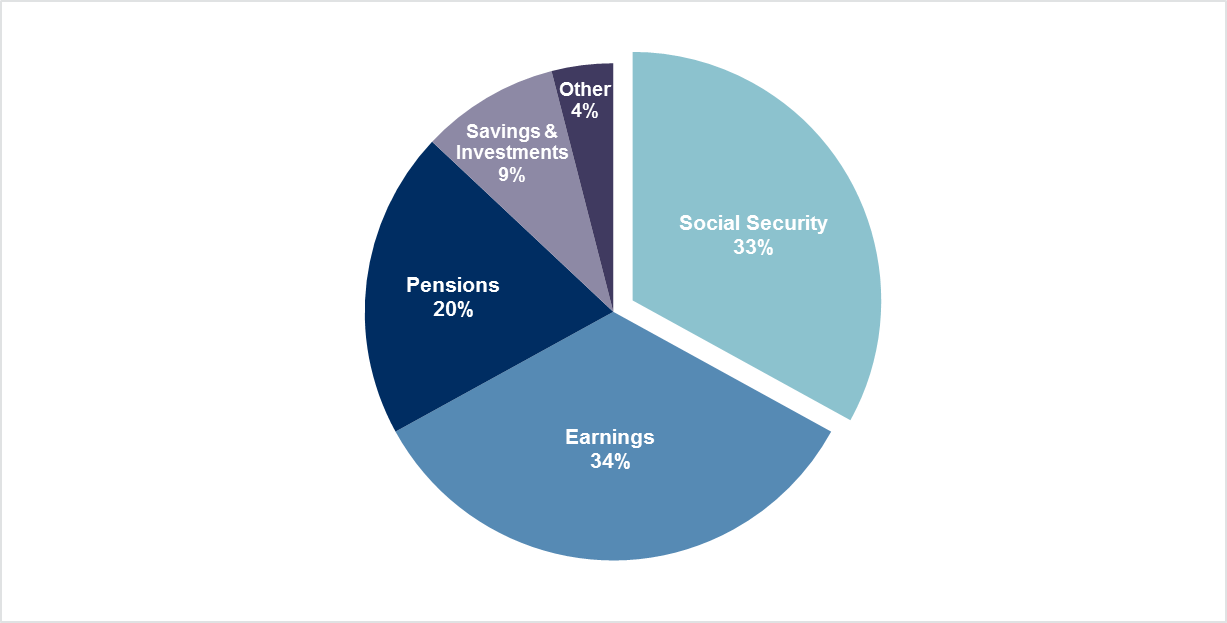 Other
4%
Savings &
Investments
9%
Social Security
33%
Pensions
20%
Earnings
34%